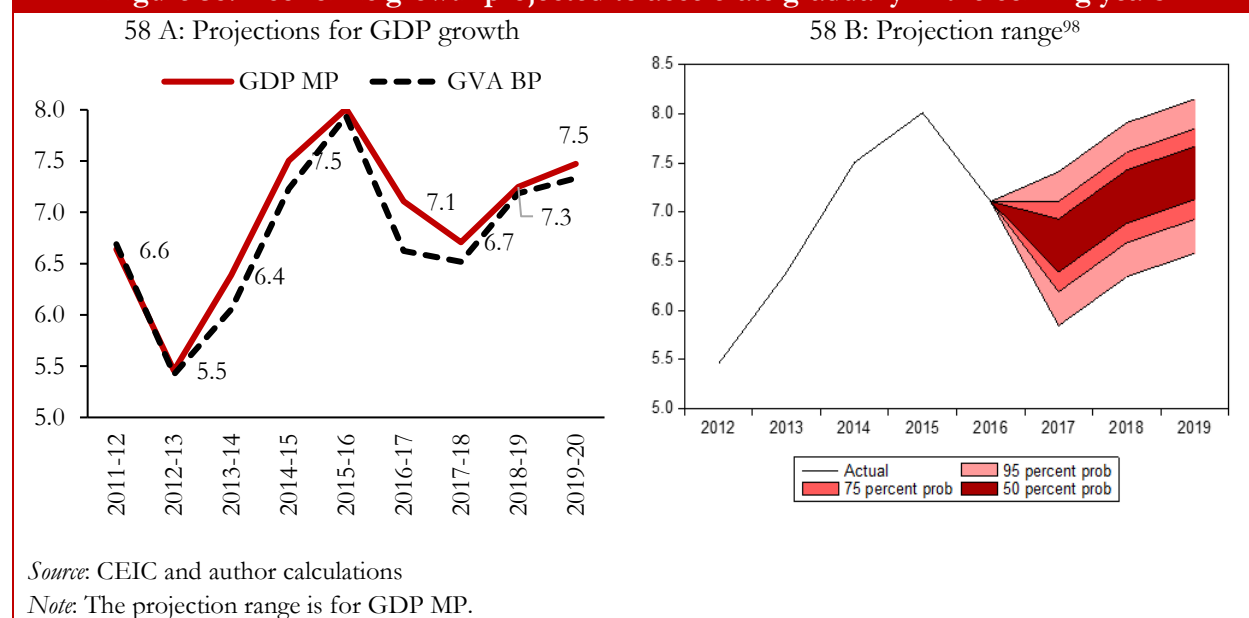 58 A: Projections for GDP growth
GDP MP
GVA BP
8.0
7.5
7.0
6.5
6.0
5.5
5.0
6.6
5.5
6.4
7.5
7.1
6.7
7.3
7.5
2011-12
2012-13
2013-14
2014-15
2015-16
2016-17
2017-18
2018-19
2019-20
58 B: Projection range⁹⁸
8.5
8.0
7.5
7.0
6.5
6.0
5.5
5.0
2012 2013 2014 2015 2016 2017 2018 2019
Actual
95 percent prob
75 percent prob
50 percent prob
Source: CEIC and author calculations
Note: The projection range is for GDP MP.